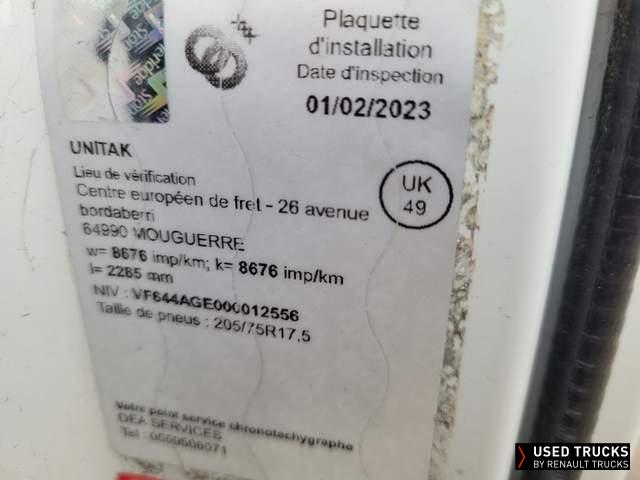 Plaquette
d'installation
Date d'inspection
01/02/2023
UNITAK
Lieu de vérification
Centre européen de fret - 26 avenue
bordaberri
64990 MOUGUERRE
UK
49
w= 8676 imp/km; k= 8676 imp/km
l= 2285 mm
NIV : VF644AGE000012556
Taille de pneus : 205/75R17,5
Votre point service chronotachygraphe
DEA SERVICES
Tel :
USED TRUCKS
BY RENAULT TRUCKS